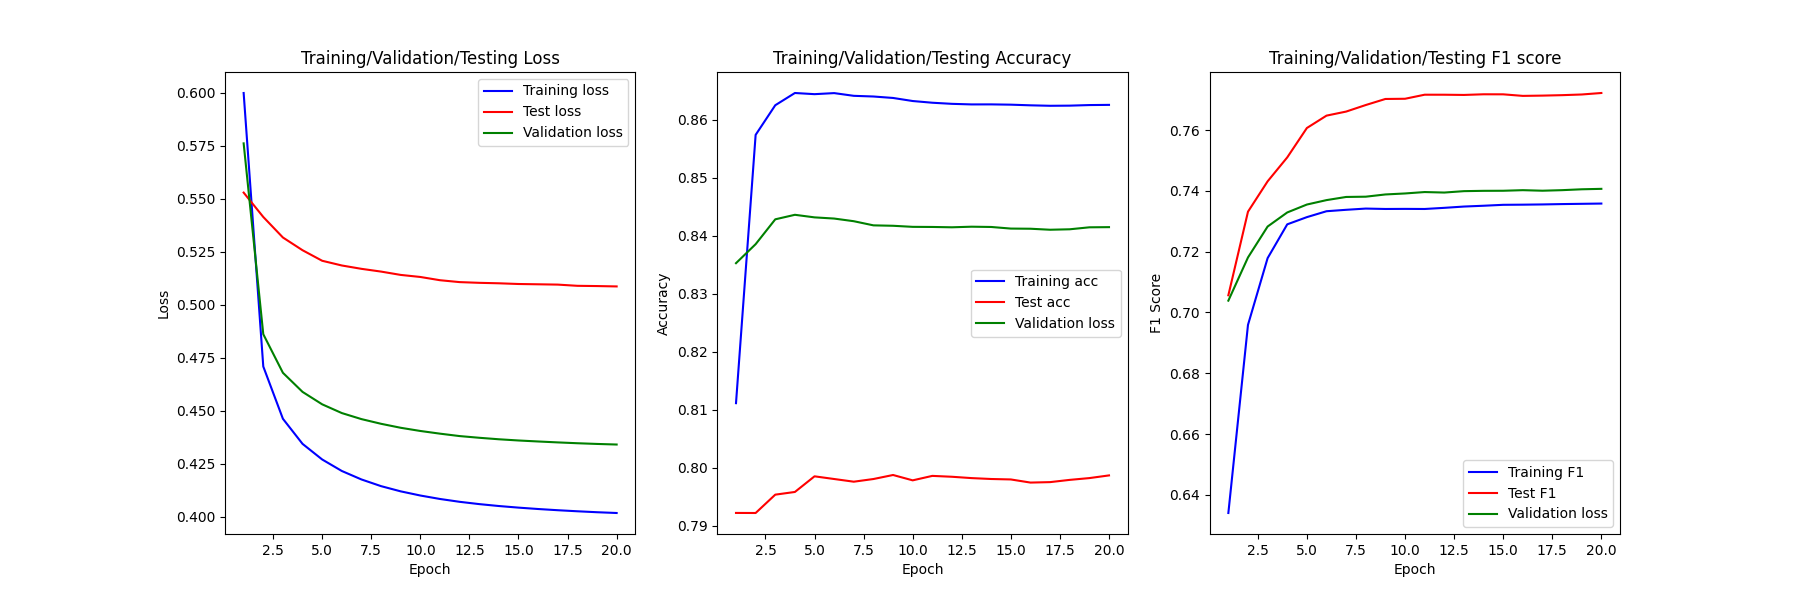 Training/Validation/Testing Loss
Loss
0.600
0.575
0.550
0.525
0.500
0.475
0.450
0.425
0.400
Training loss
Test loss
Validation loss
2.5 5.0 7.5 10.0 12.5 15.0 17.5 20.0
Epoch
Training/Validation/Testing Accuracy
Accuracy
0.86
0.85
0.84
0.83
0.82
0.81
0.80
0.79
Training acc
Test acc
Validation loss
2.5 5.0 7.5 10.0 12.5 15.0 17.5 20.0
Epoch
Training/Validation/Testing F1 score
F1 Score
0.76
0.74
0.72
0.70
0.68
0.66
0.64
Training F1
Test F1
Validation loss
2.5 5.0 7.5 10.0 12.5 15.0 17.5 20.0
Epoch